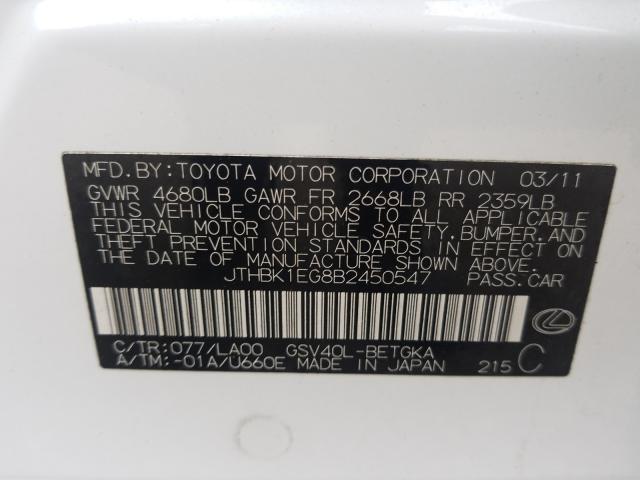 MFD.BY:TOYOTA MOTOR CORPORATION 03/11
GVWR 4680LB GAWR FR 2668LB RR 2359LB
THIS VEHICLE CONFORMS TO ALL APPLICABLE
FEDERAL MOTOR VEHICLE SAFETY,BUMPER,AND
THEFT PREVENTION STANDARDS IN EFFECT ON
THE DATE OF MANUFACTURE SHOWN ABOVE.
JTHBK1EG8B2450547 PASS.CAR
C/TR:077/LA00 GSV40L-BETGKA
A/TM:-01A/U660E MADE IN JAPAN 215 C